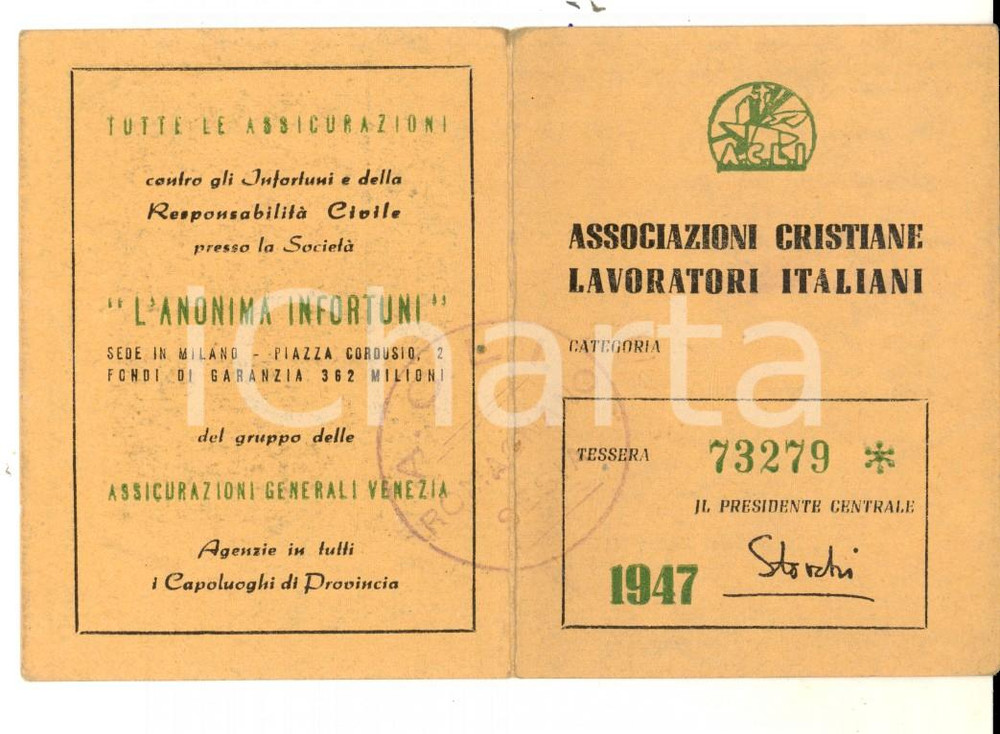 TUTTE LE ASSICURAZIONI
contro gli Infortuni e della
Responsabilità Civile
presso la Società
"L'ANONIMA INFORTUNI"
SEDE IN MILANO - PIAZZA CORDUSIO, 2
FONDI DI GARANZIA 362 MILIONI
del gruppo delle
ASSICURAZIONI GENERALI VENEZIA
Agenzie in tutti
i Capoluoghi di Provincia
A.C.L.I
ASSOCIAZIONI CRISTIANE
LAVORATORI ITALIANI
CATEGORIA
TESSERA 73279 *
IL PRESIDENTE CENTRALE
1947 Storchi
iCharta